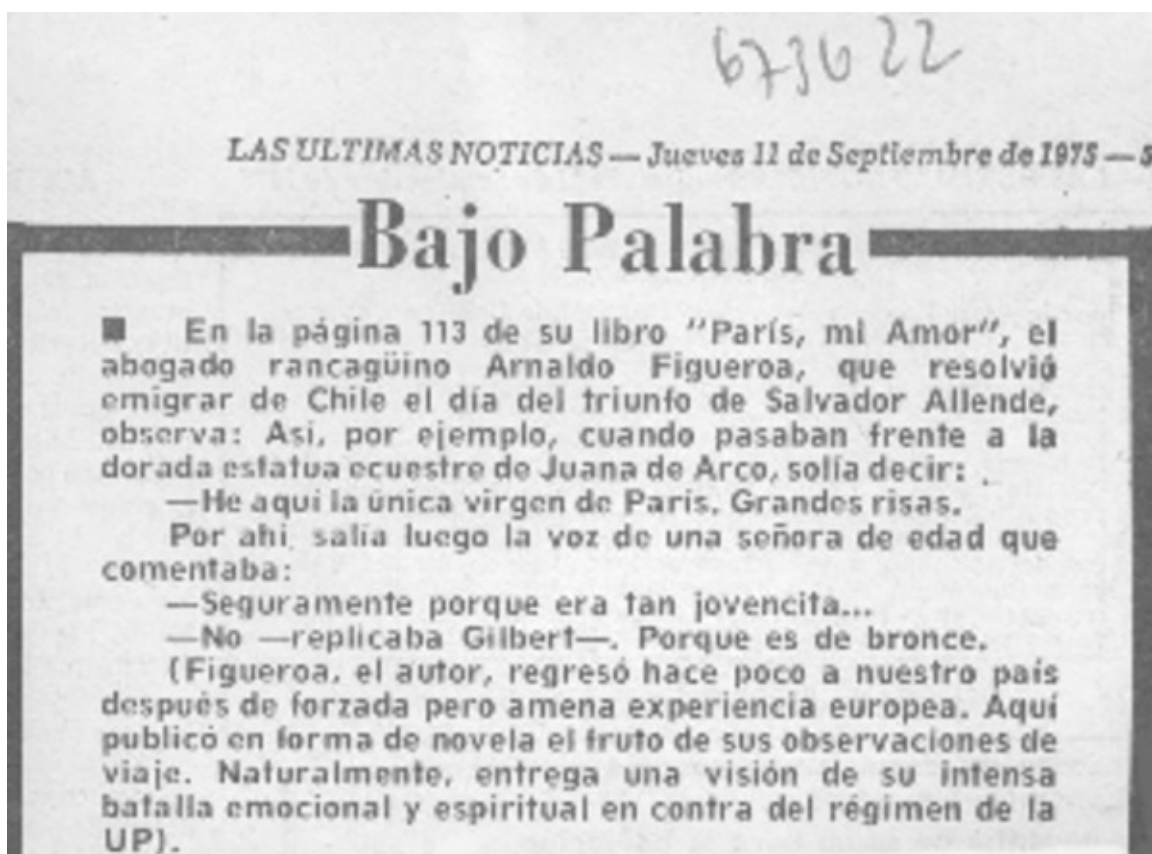 673622
LAS ULTIMAS NOTICIAS — Jueves 11 de Septiembre de 1975 — 5
Bajo Palabra
■ En la página 113 de su libro "París, mi Amor", el
abogado rancagüino Arnaldo Figueroa, que resolvió
emigrar de Chile el día del triunfo de Salvador Allende,
observa: Así, por ejemplo, cuando pasaban frente a la
dorada estatua ecuestre de Juana de Arco, solía decir:
—He aquí la única virgen de París. Grandes risas.
Por ahí salía luego la voz de una señora de edad que
comentaba:
—Seguramente porque era tan jovencita...
—No —replicaba Gilbert—. Porque es de bronce.
(Figueroa, el autor, regresó hace poco a nuestro país
después de forzada pero amena experiencia europea. Aquí
publicó en forma de novela el fruto de sus observaciones de
viaje. Naturalmente, entrega una visión de su intensa
batalla emocional y espiritual en contra del régimen de la
UP).